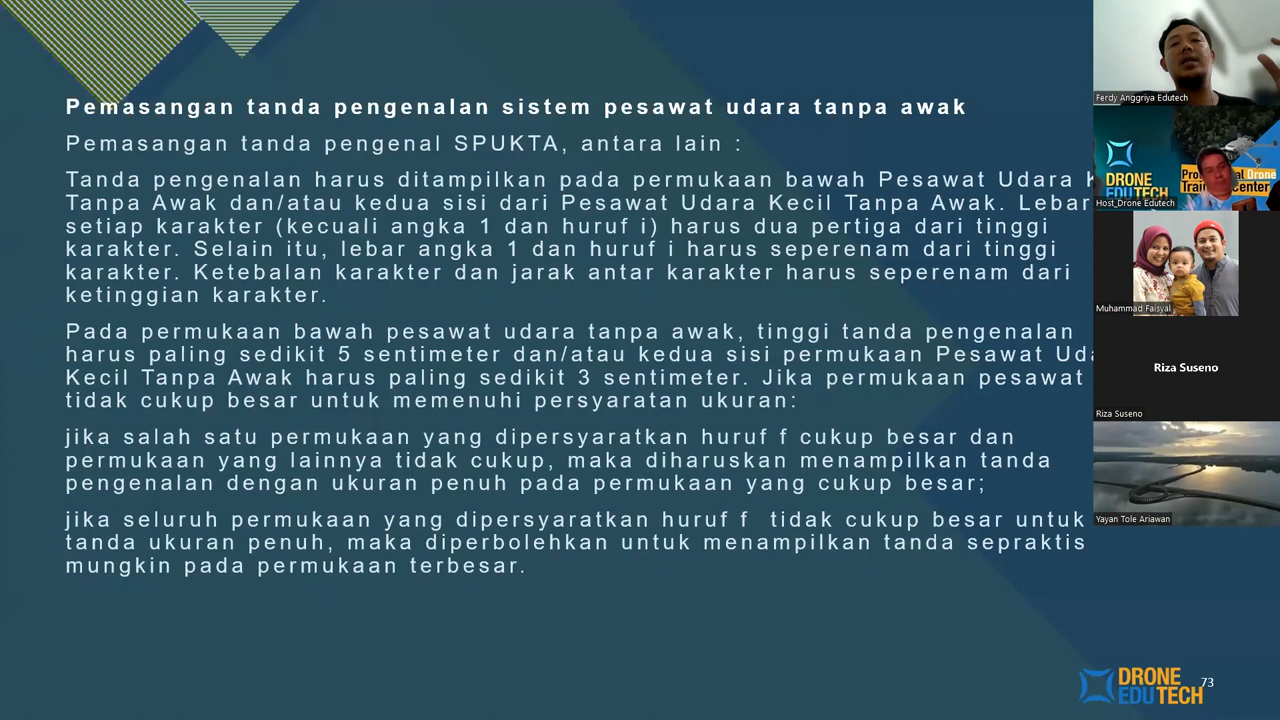 Pemasangan tanda pengenalan sistem pesawat udara tanpa awak
Pemasangan tanda pengenal SPUKTA, antara lain :
Tanda pengenalan harus ditampilkan pada permukaan bawah Pesawat Udara
Tanpa Awak dan/atau kedua sisi dari Pesawat Udara Kecil Tanpa Awak. Lebar
setiap karakter (kecuali angka 1 dan huruf i) harus dua pertiga dari tinggi
karakter. Selain itu, lebar angka 1 dan huruf i harus seperenam dari tinggi
karakter. Ketebalan karakter dan jarak antar karakter harus seperenam dari
ketinggian karakter.
Pada permukaan bawah pesawat udara tanpa awak, tinggi tanda pengenalan
harus paling sedikit 5 sentimeter dan/atau kedua sisi permukaan Pesawat
Kecil Tanpa Awak harus paling sedikit 3 sentimeter. Jika permukaan pesawat
tidak cukup besar untuk memenuhi persyaratan ukuran:
jika salah satu permukaan yang dipersyaratkan huruf f cukup besar dan
permukaan yang lainnya tidak cukup, maka diharuskan menampilkan tanda
pengenalan dengan ukuran penuh pada permukaan yang cukup besar;
jika seluruh permukaan yang dipersyaratkan huruf f tidak cukup besar untuk
tanda ukuran penuh, maka diperbolehkan untuk menampilkan tanda sepraktis
mungkin pada permukaan terbesar.
Ferdy Anggriya Edutech
DRONE
EDUTECH
Drone
Center
Host_Drone Edutech
Muhammad Faisyal
Riza Suseno
Riza Suseno
Yayan Tole Ariawan
DRONE
EDUTECH
73